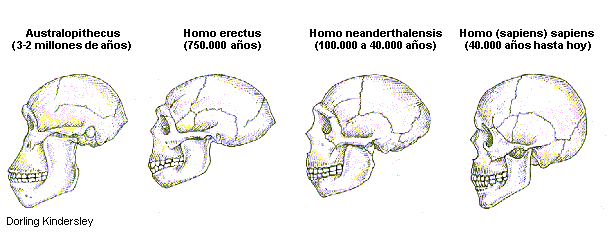 Australopithecus
(3-2 millones de años)
Homo erectus
(750.000 años)
Homo neanderthalensis
(100.000 a 40.000 años)
Homo (sapiens) sapiens
(40.000 años hasta hoy)
Dorling Kindersley